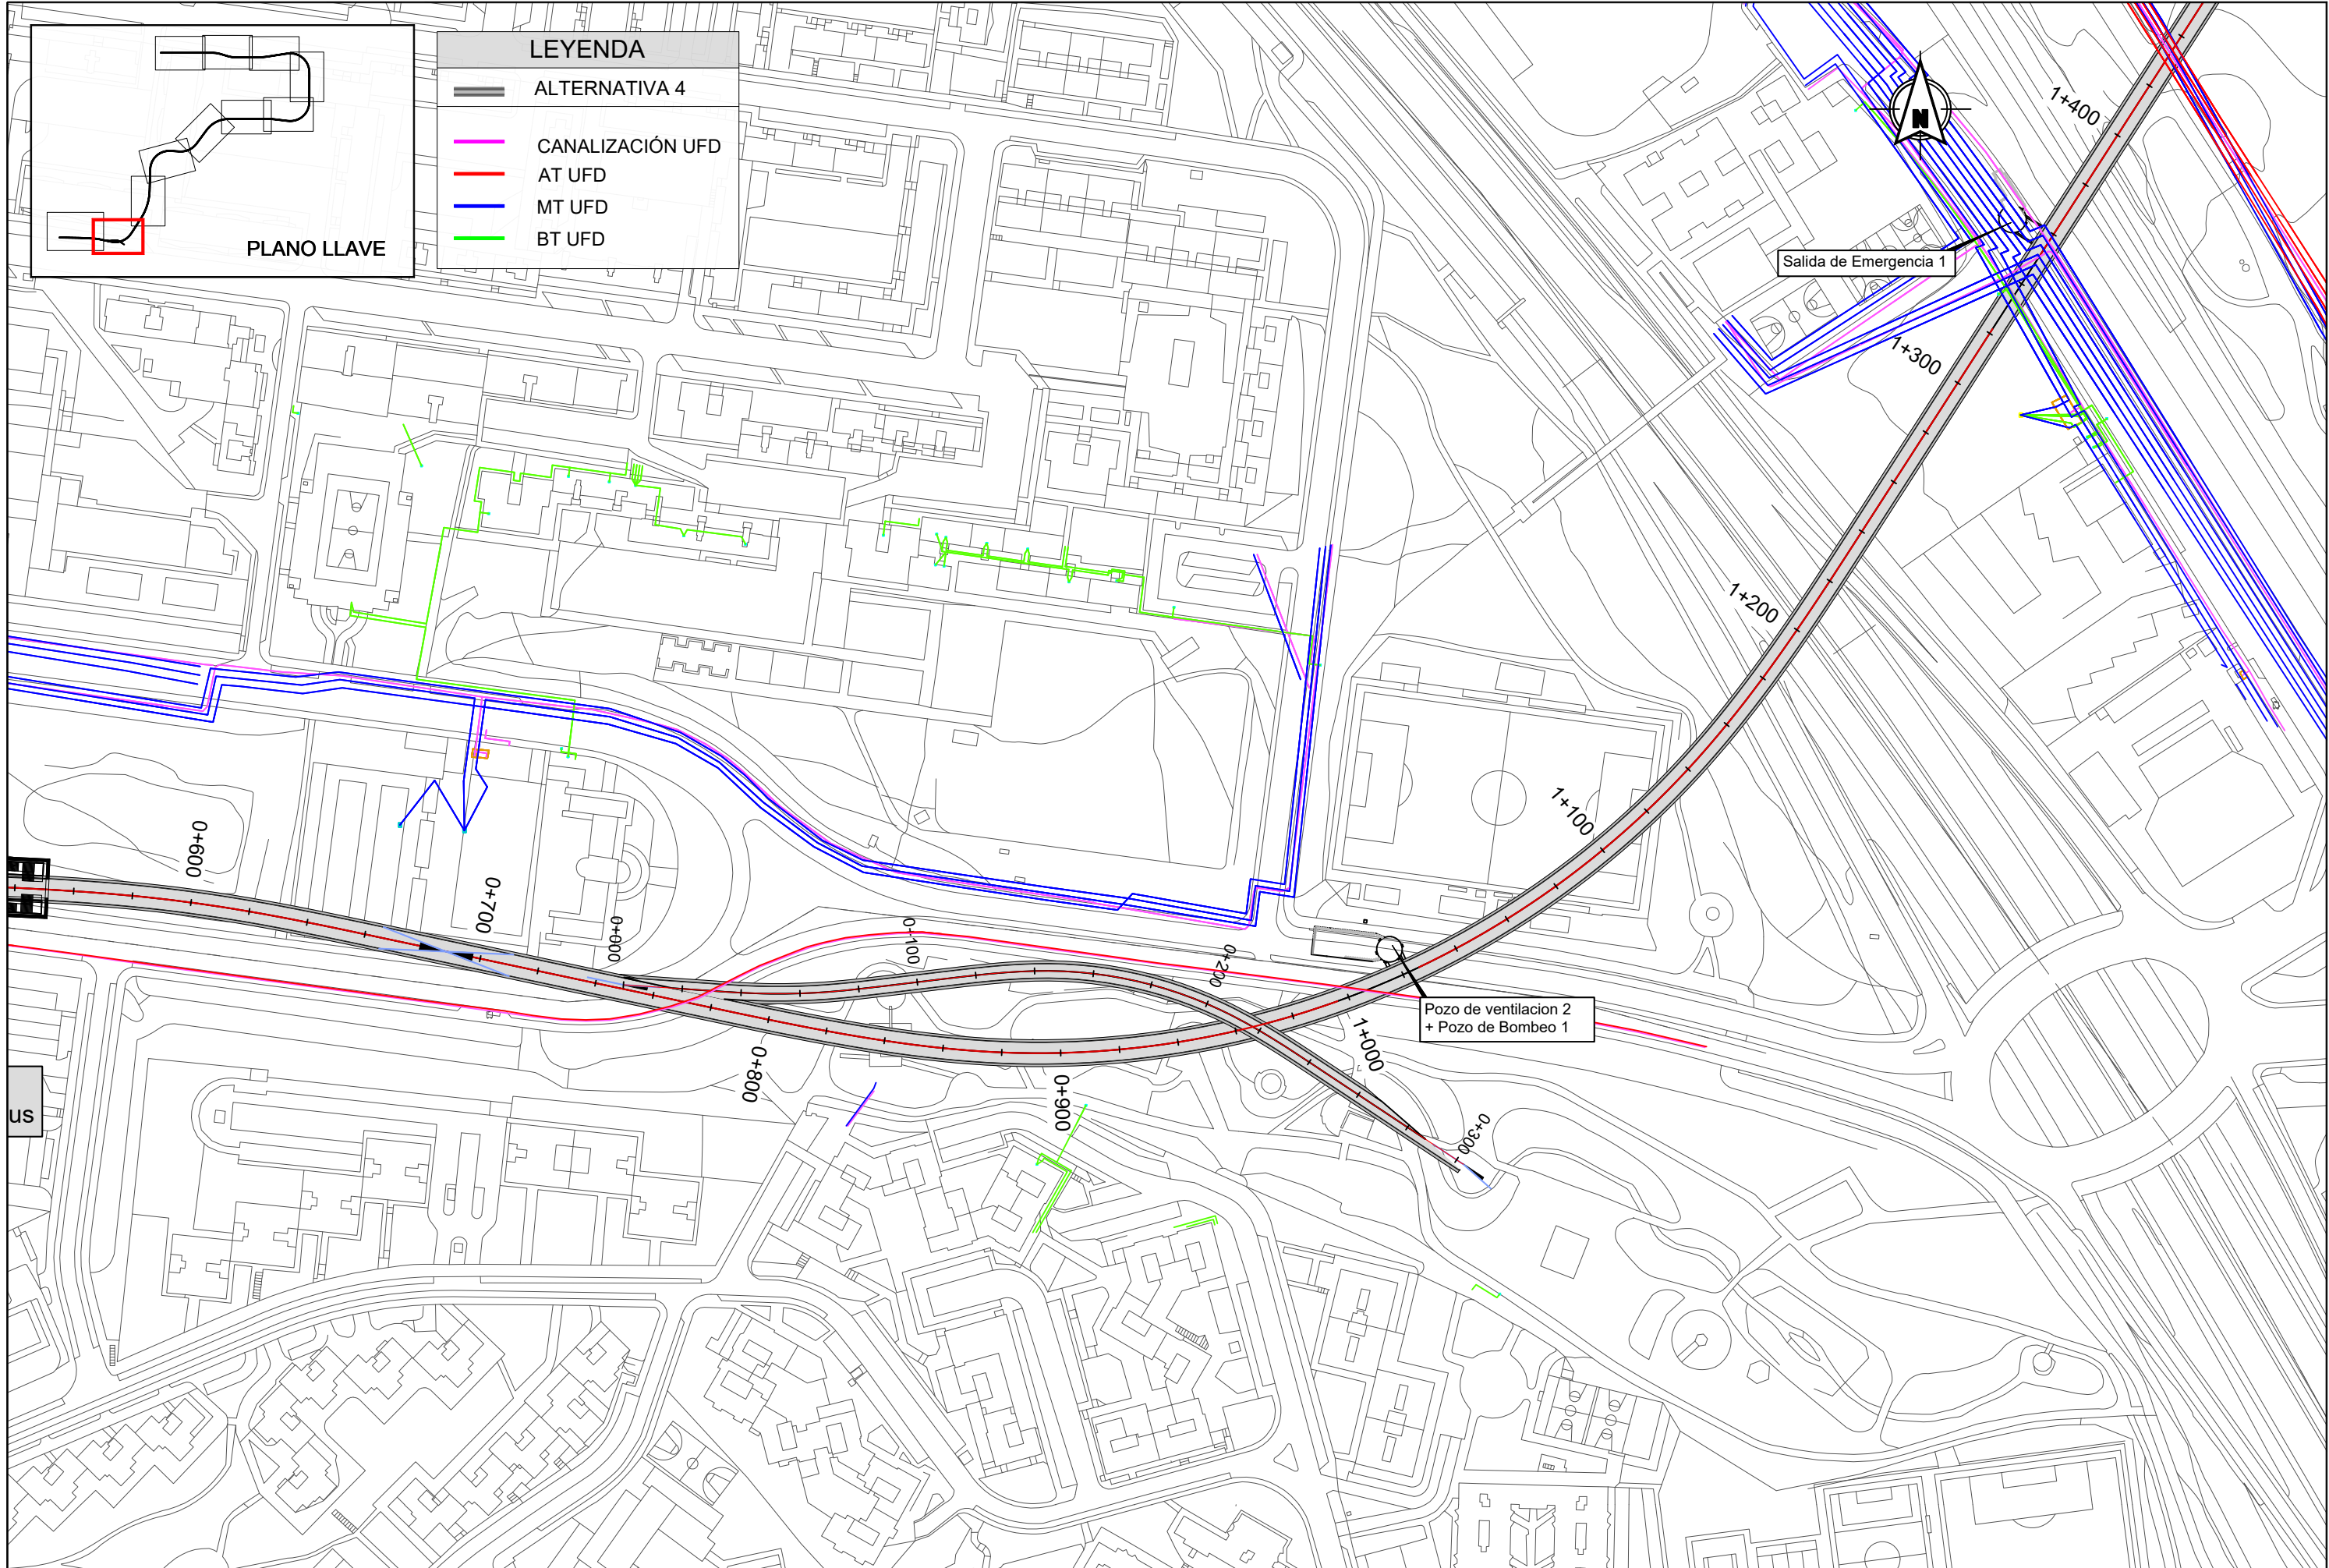 PLANO LLAVE
LEYENDA
ALTERNATIVA 4
CANALIZACIÓN UFD
AT UFD
MT UFD
BT UFD
N
1+400
Salida de Emergencia 1
1+300
1+200
1+100
0+600
0+700
0+000
0+100
0+200
Pozo de ventilacion 2
+ Pozo de Bombeo 1
1+000
0+800
0+900
0+300
us